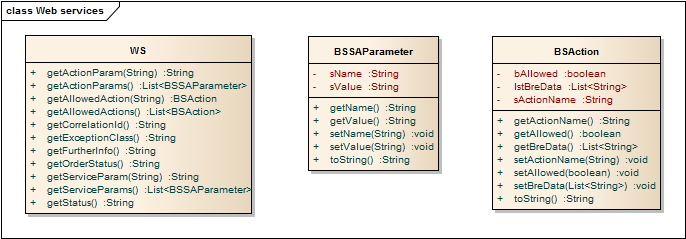 class Web services
WS
+ getActionParam(String) :String
+ getActionParams() :List<BSSAParameter>
+ getAllowedAction(String) :BSAction
+ getAllowedActions() :List<BSAction>
+ getCorrelationId() :String
+ getExceptionClass() :String
+ getFurtherInfo() :String
+ getOrderStatus() :String
+ getServiceParam(String) :String
+ getServiceParams() :List<BSSAParameter>
+ getStatus() :String
BSSAParameter
- sName :String
- sValue :String
+ getName() :String
+ getValue() :String
+ setName(String) :void
+ setValue(String) :void
+ toString() :String
BSAction
- bAllowed :boolean
- lstBreData :List<String>
- sActionName :String
+ getActionName() :String
+ getAllowed() :boolean
+ getBreData() :List<String>
+ setActionName(String) :void
+ setAllowed(boolean) :void
+ setBreData(List<String>) :void
+ toString() :String